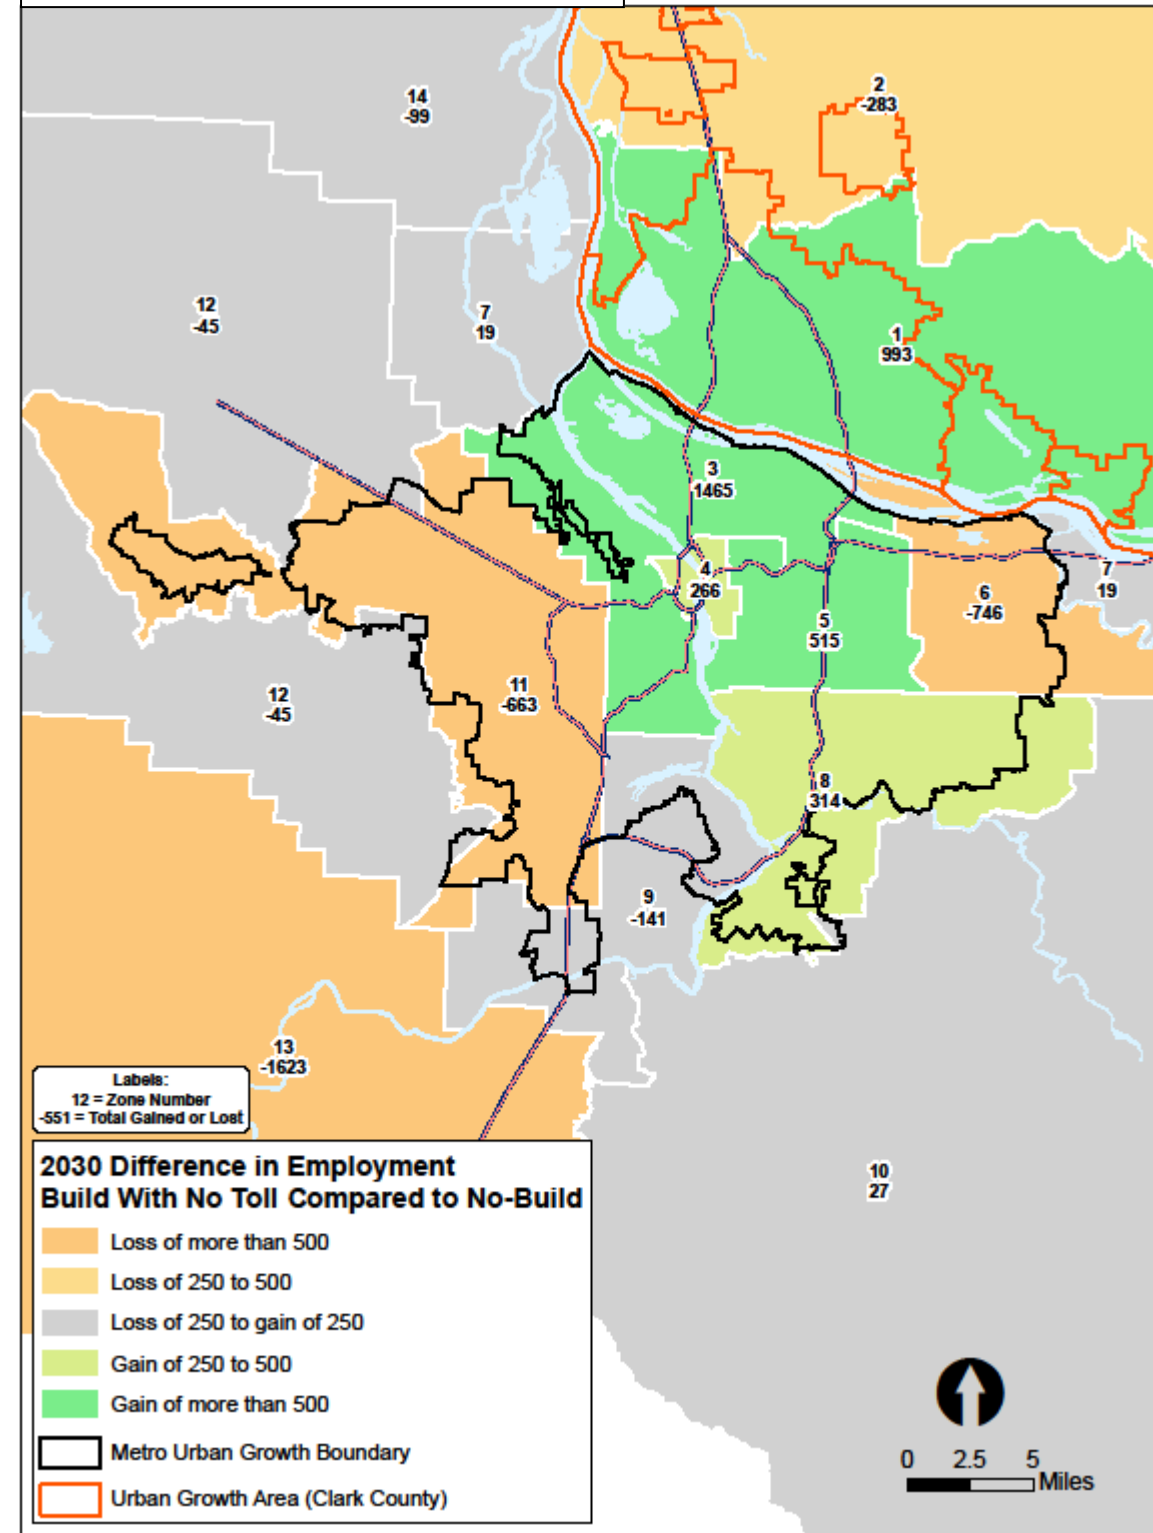 14
-99
2
-283
12
-45
7
19
1
993
3
1465
4
266
7
19
6
-746
5
515
11
-663
12
-45
8
314
9
-141
13
-1623
10
27
Labels:
12 = Zone Number
-551 = Total Gained or Lost
2030 Difference in Employment
Build With No Toll Compared to No-Build
Loss of more than 500
Loss of 250 to 500
Loss of 250 to gain of 250
Gain of 250 to 500
Gain of more than 500
Metro Urban Growth Boundary
Urban Growth Area (Clark County)
0 2.5 5
Miles